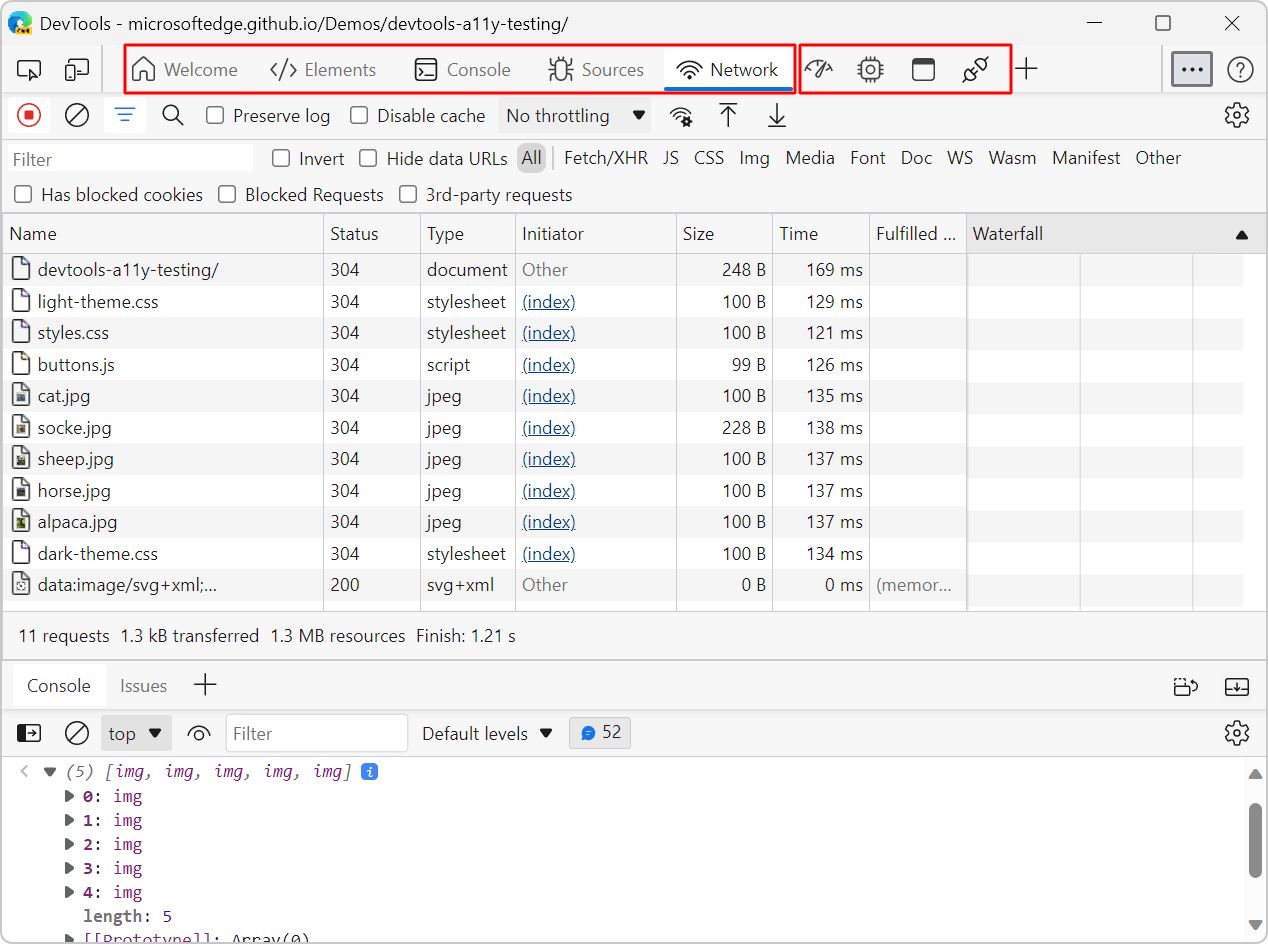 DevTools - microsoftedge.github.io/Demos/devtools-a11y-testing/
Welcome Elements Console Sources Network
Preserve log Disable cache No throttling
Filter Invert Hide data URLs All Fetch/XHR JS CSS Img Media Font Doc WS Wasm Manifest Other
Has blocked cookies Blocked Requests 3rd-party requests
Name Status Type Initiator Size Time Fulfilled ... Waterfall
devtools-a11y-testing/ 304 document Other 248 B 169 ms
light-theme.css 304 stylesheet (index) 100 B 129 ms
styles.css 304 stylesheet (index) 100 B 121 ms
buttons.js 304 script (index) 99 B 126 ms
cat.jpg 304 jpeg (index) 100 B 135 ms
socke.jpg 304 jpeg (index) 228 B 138 ms
sheep.jpg 304 jpeg (index) 100 B 137 ms
horse.jpg 304 jpeg (index) 100 B 137 ms
alpaca.jpg 304 jpeg (index) 100 B 137 ms
dark-theme.css 304 stylesheet (index) 100 B 134 ms
data:image/svg+xml;... 200 svg+xml Other 0 B 0 ms (memor...
11 requests 1.3 kB transferred 1.3 MB resources Finish: 1.21 s
Console Issues
top Filter Default levels 52
(5) [img, img, img, img, img]
0: img
1: img
2: img
3: img
4: img
length: 5
[[Prototype]]: Array(0)